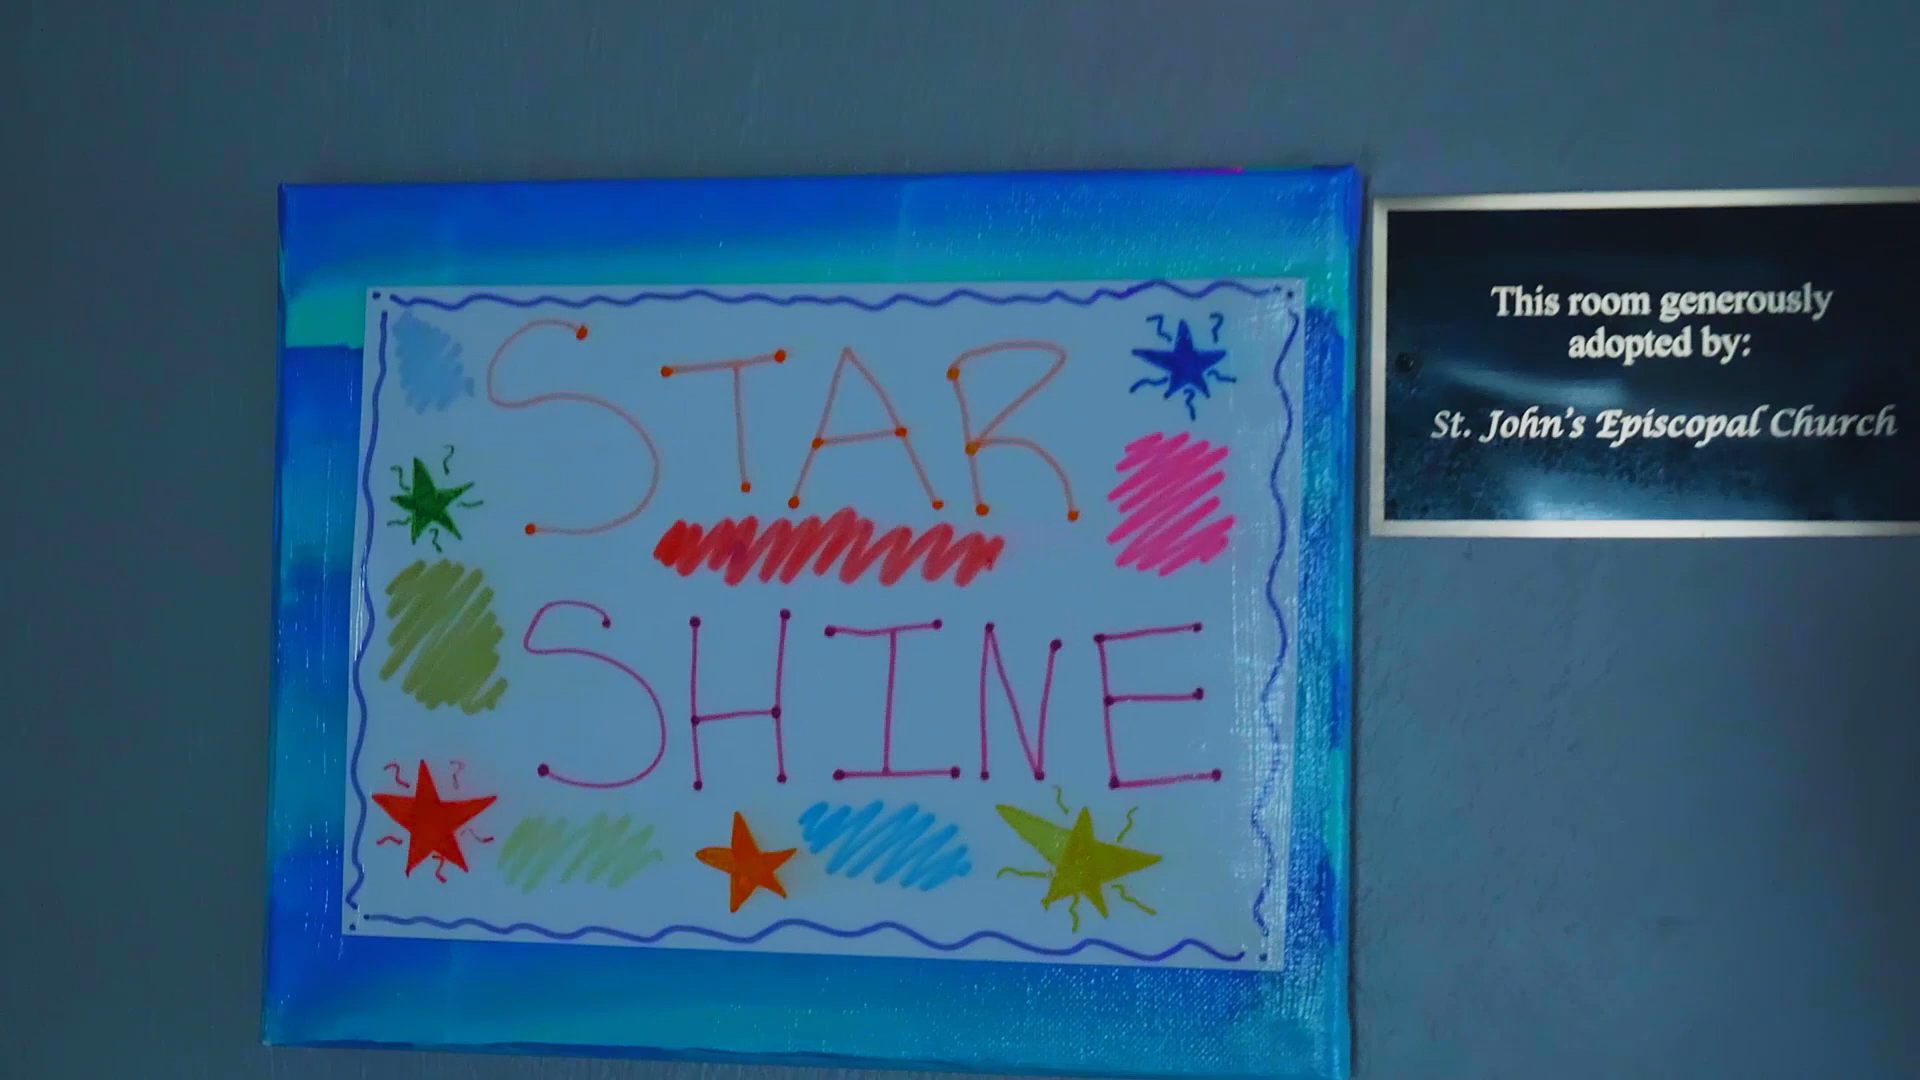 STAR
SHINE
This room generously
adopted by:
St. John's Episcopal Church